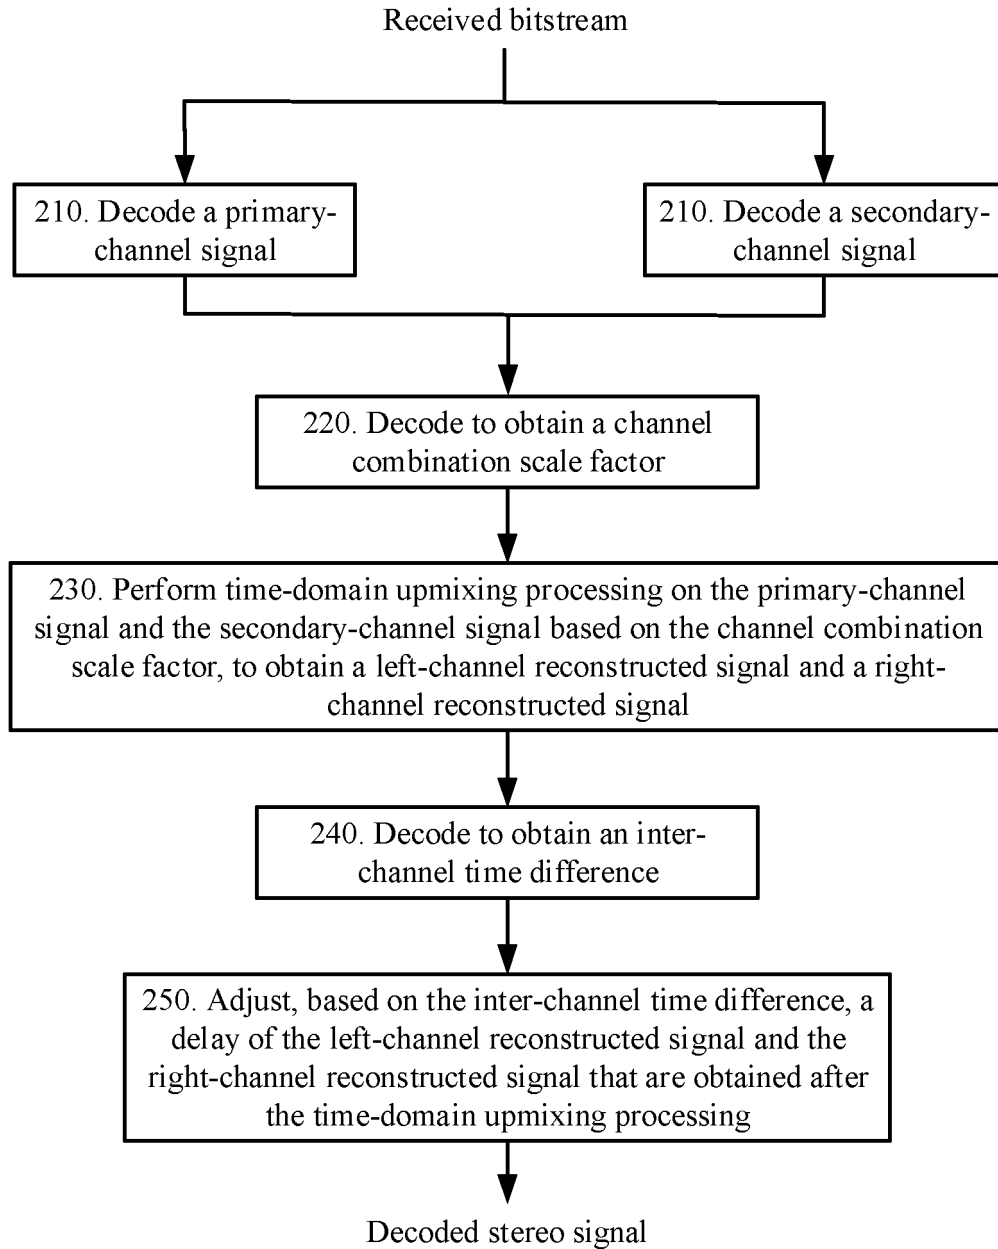 Received bitstream
210. Decode a primary-
channel signal
210. Decode a secondary-
channel signal
220. Decode to obtain a channel
combination scale factor
230. Perform time-domain upmixing processing on the primary-channel
signal and the secondary-channel signal based on the channel combination
scale factor, to obtain a left-channel reconstructed signal and a right-
channel reconstructed signal
240. Decode to obtain an inter-
channel time difference
250. Adjust, based on the inter-channel time difference, a
delay of the left-channel reconstructed signal and the
right-channel reconstructed signal that are obtained after
the time-domain upmixing processing
Decoded stereo signal